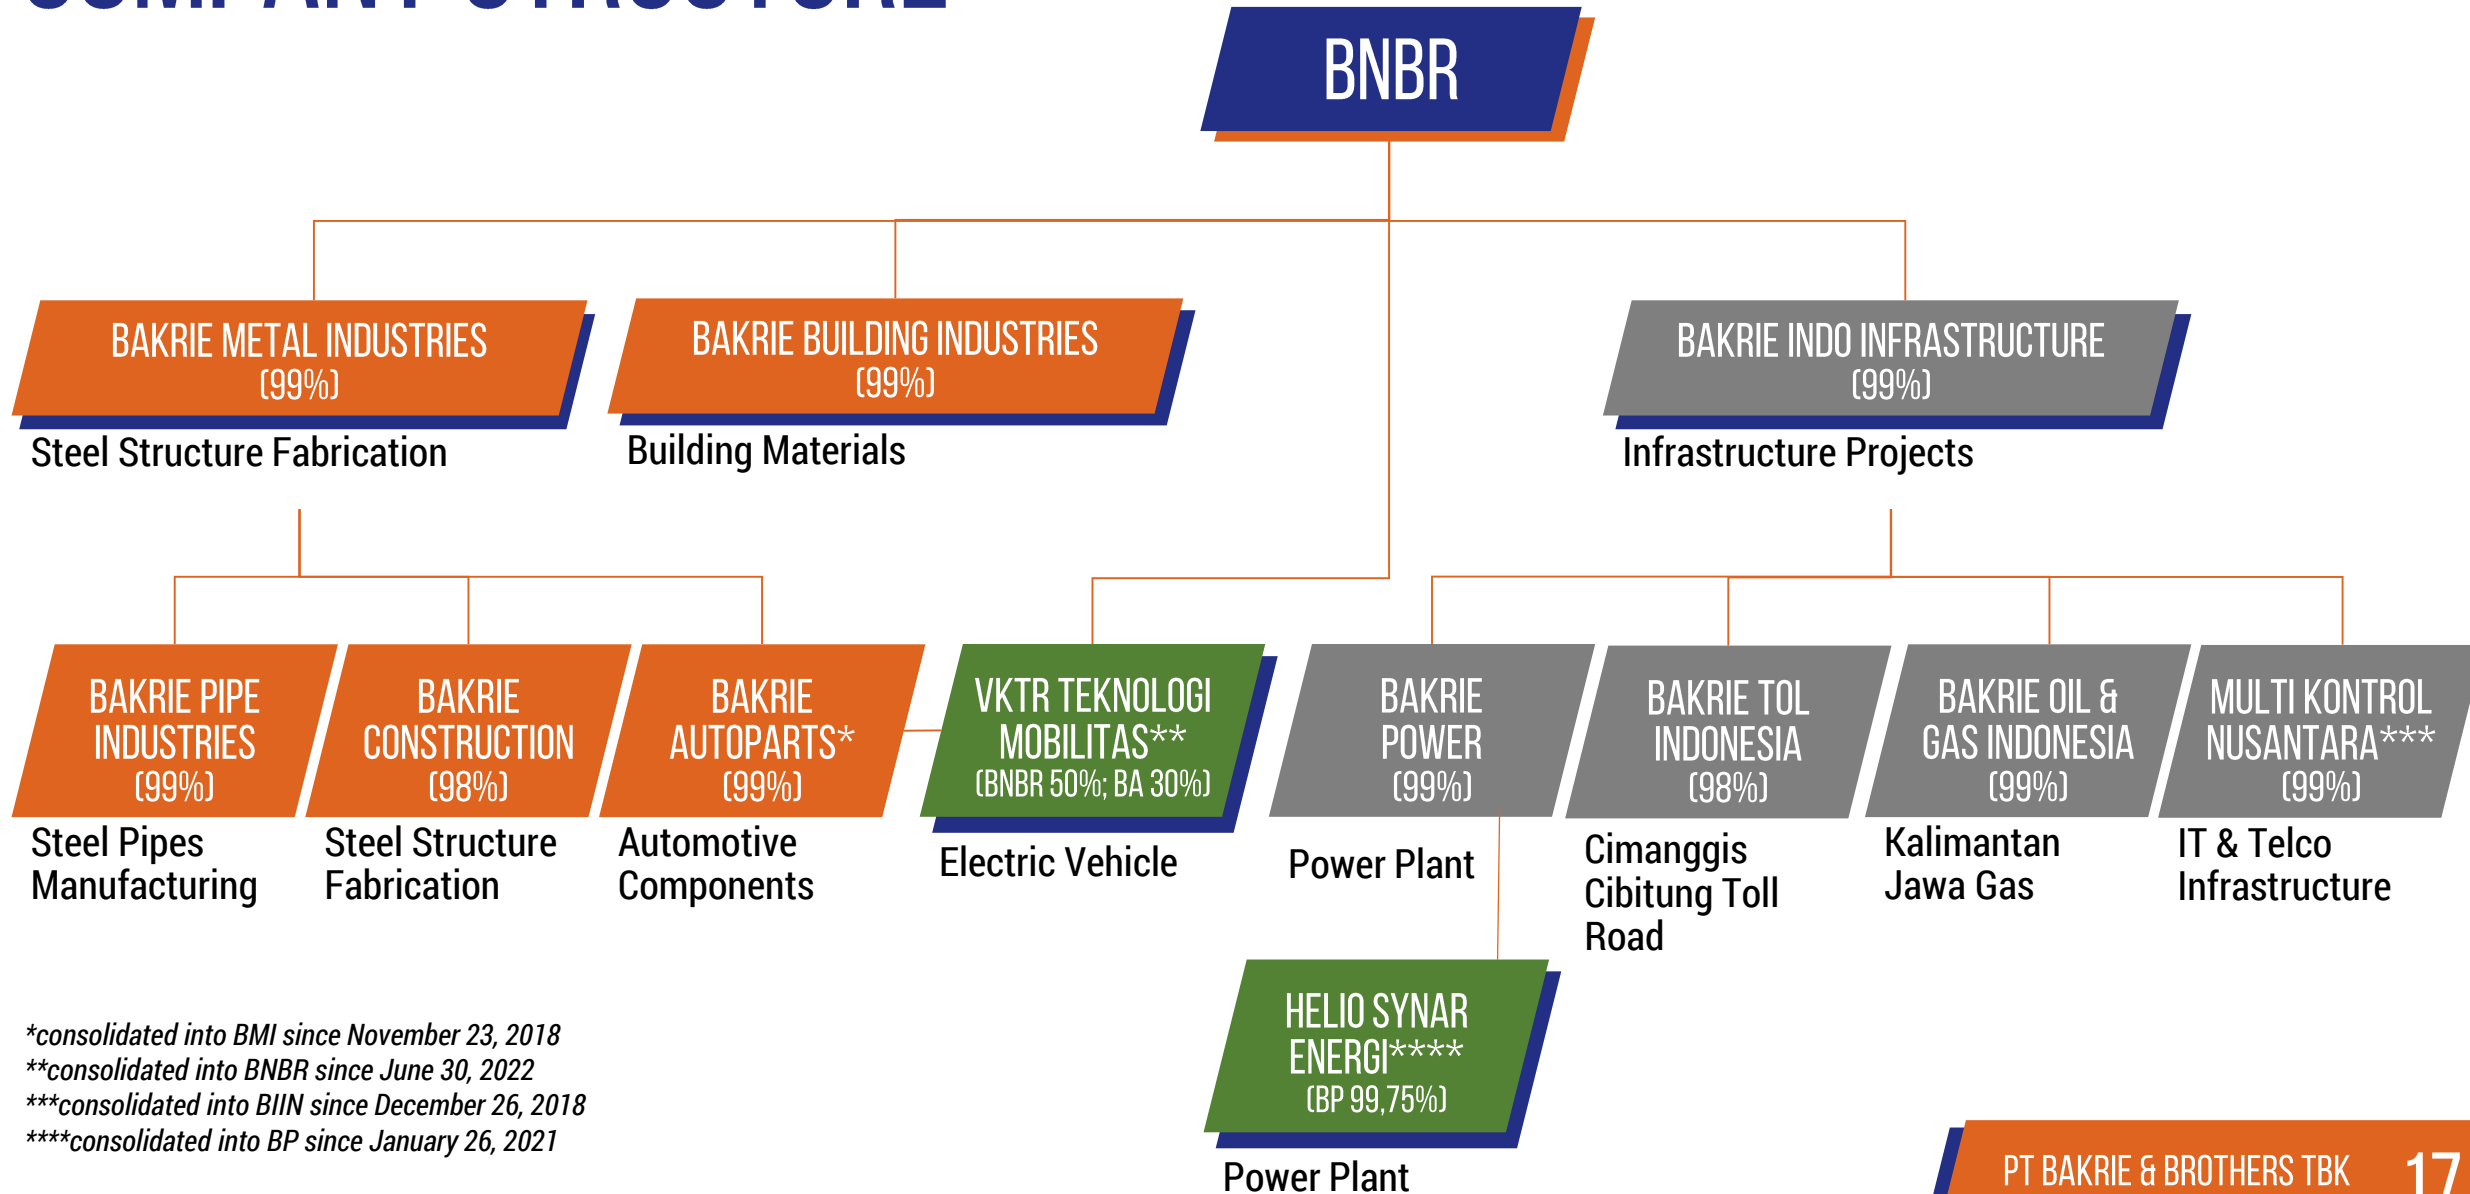 COMPANY STRUCTURE
BNBR
BAKRIE METAL INDUSTRIES
(99%)
Steel Structure Fabrication
BAKRIE BUILDING INDUSTRIES
(99%)
Building Materials
BAKRIE INDO INFRASTRUCTURE
(99%)
Infrastructure Projects
BAKRIE PIPE
INDUSTRIES
(99%)
Steel Pipes
Manufacturing
BAKRIE
CONSTRUCTION
(98%)
Steel Structure
Fabrication
BAKRIE
AUTOPARTS*
(99%)
Automotive
Components
VKTR TEKNOLOGI
MOBILITAS**
(BNBR 50%; BA 30%)
Electric Vehicle
BAKRIE
POWER
(99%)
Power Plant
BAKRIE TOL
INDONESIA
(98%)
Cimanggis
Cibitung Toll
Road
BAKRIE OIL &
GAS INDONESIA
(99%)
Kalimantan
Jawa Gas
MULTI KONTROL
NUSANTARA***
(99%)
IT & Telco
Infrastructure
HELIO SYNAR
ENERGI****
(BP 99,75%)
Power Plant
*consolidated into BMI since November 23, 2018
**consolidated into BNBR since June 30, 2022
***consolidated into BIIN since December 26, 2018
****consolidated into BP since January 26, 2021
PT BAKRIE & BROTHERS TBK 17